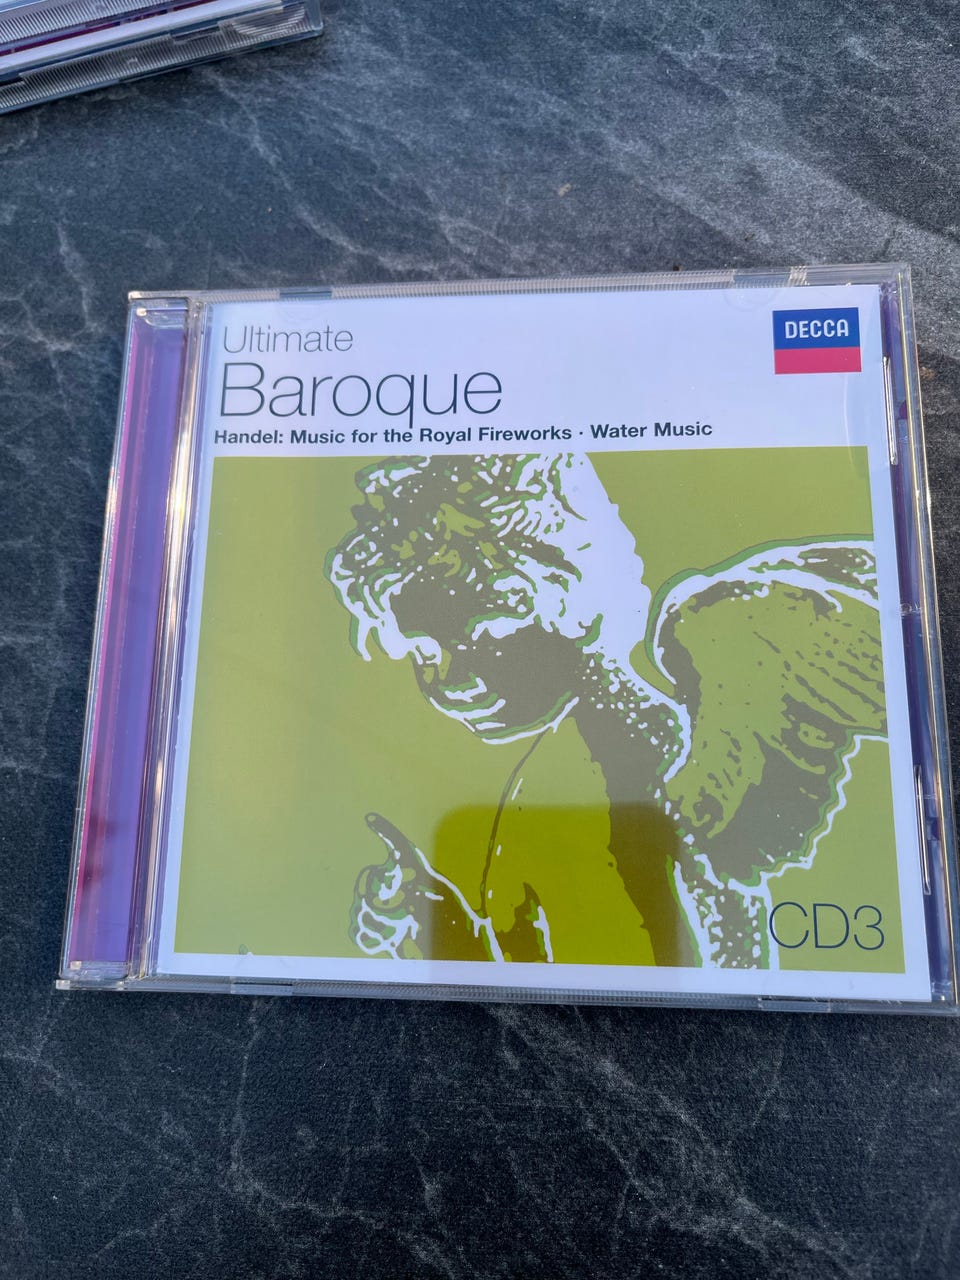 Ultimate
DECCA
Baroque
Handel: Music for the Royal Fireworks · Water Music
CD3